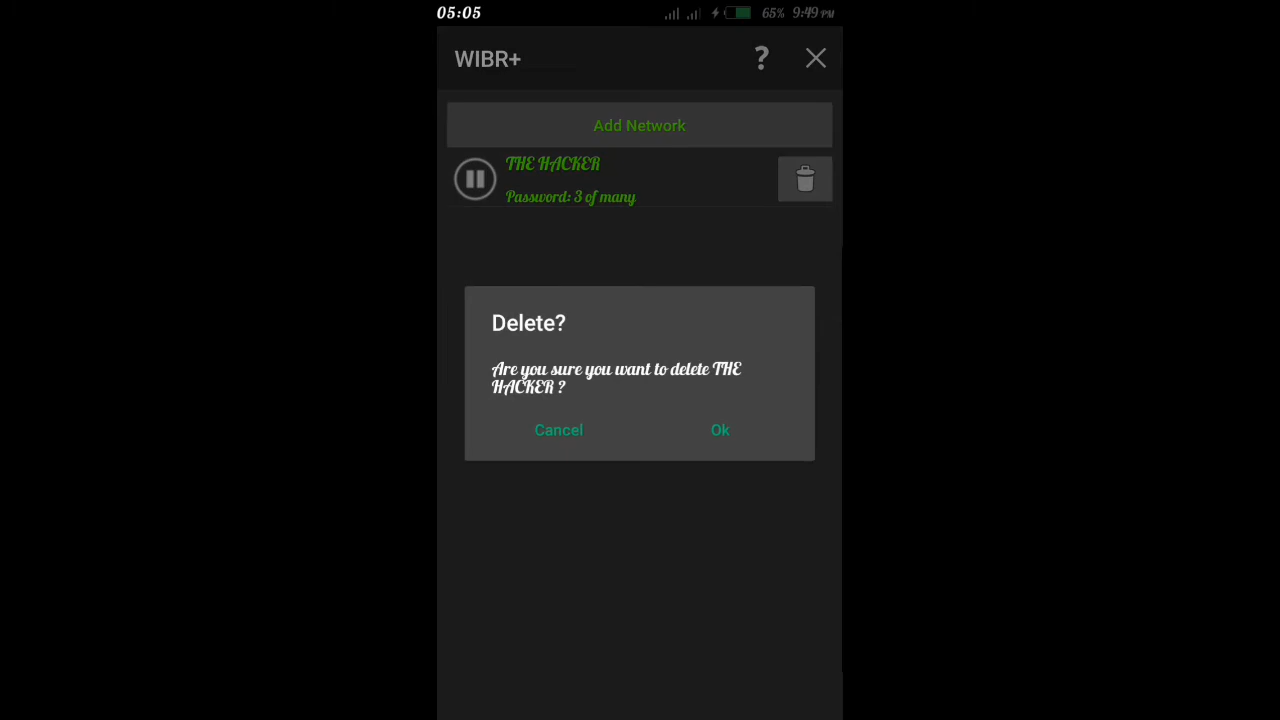 05:05 65% 9:49 PM
WIBR+ ?
Add Network
THE HACKER
Password: 3 of many
Delete?
Are you sure you want to delete THE
HACKER ?
Cancel Ok